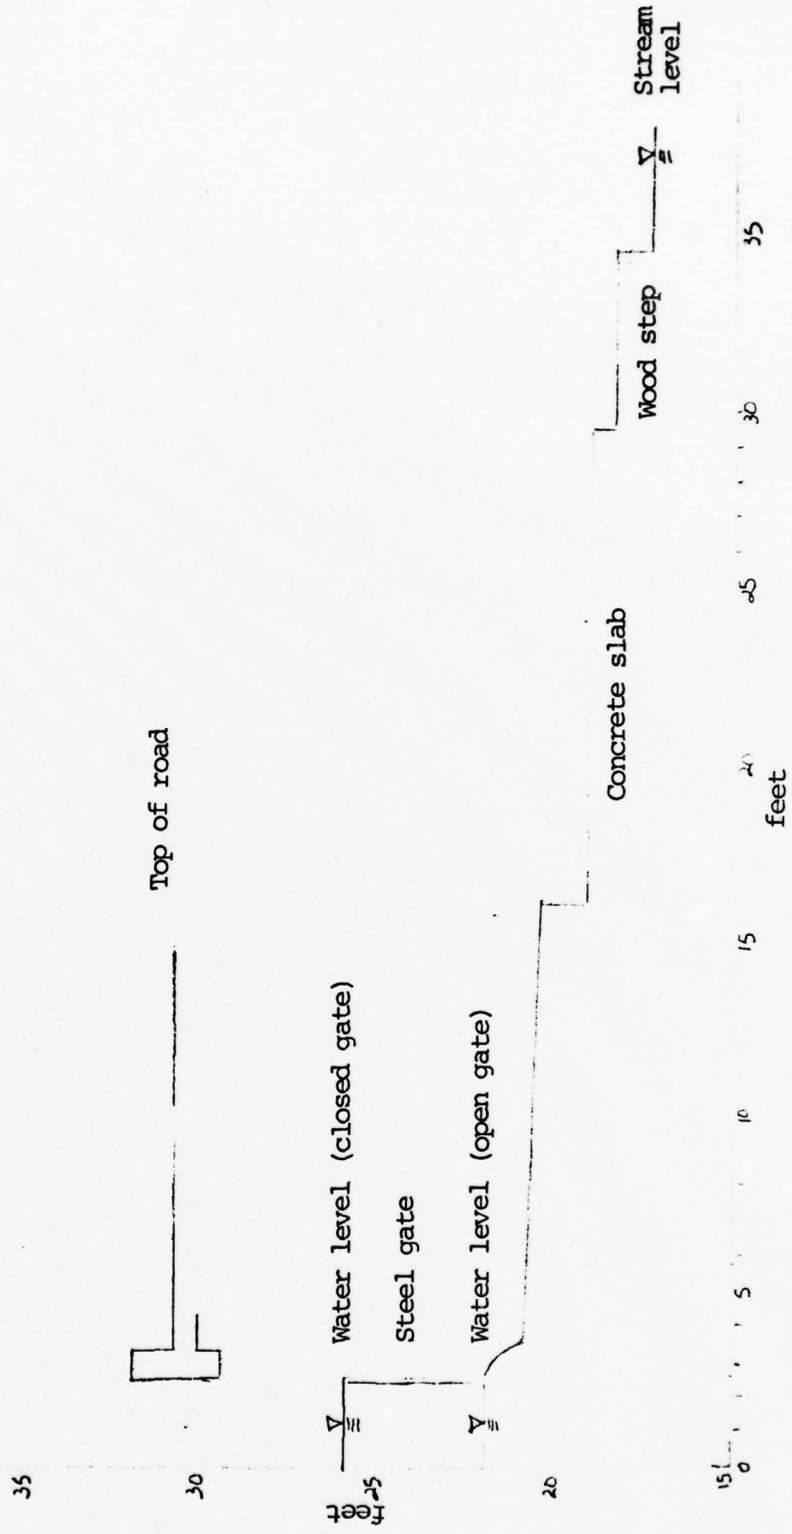 35
30
25
20
15
feet
Top of road
Water level (closed gate)
Steel gate
Water level (open gate)
Concrete slab
Wood step
Stream
level
0
5
10
15
20
25
30
35
feet